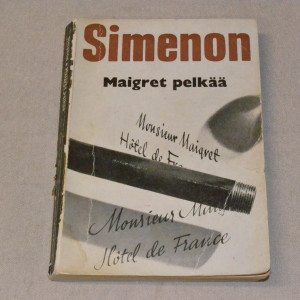 Simenon
Maigret pelkää
Monsieur Maigret
Hôtel de
Monsieur
Hôtel de France